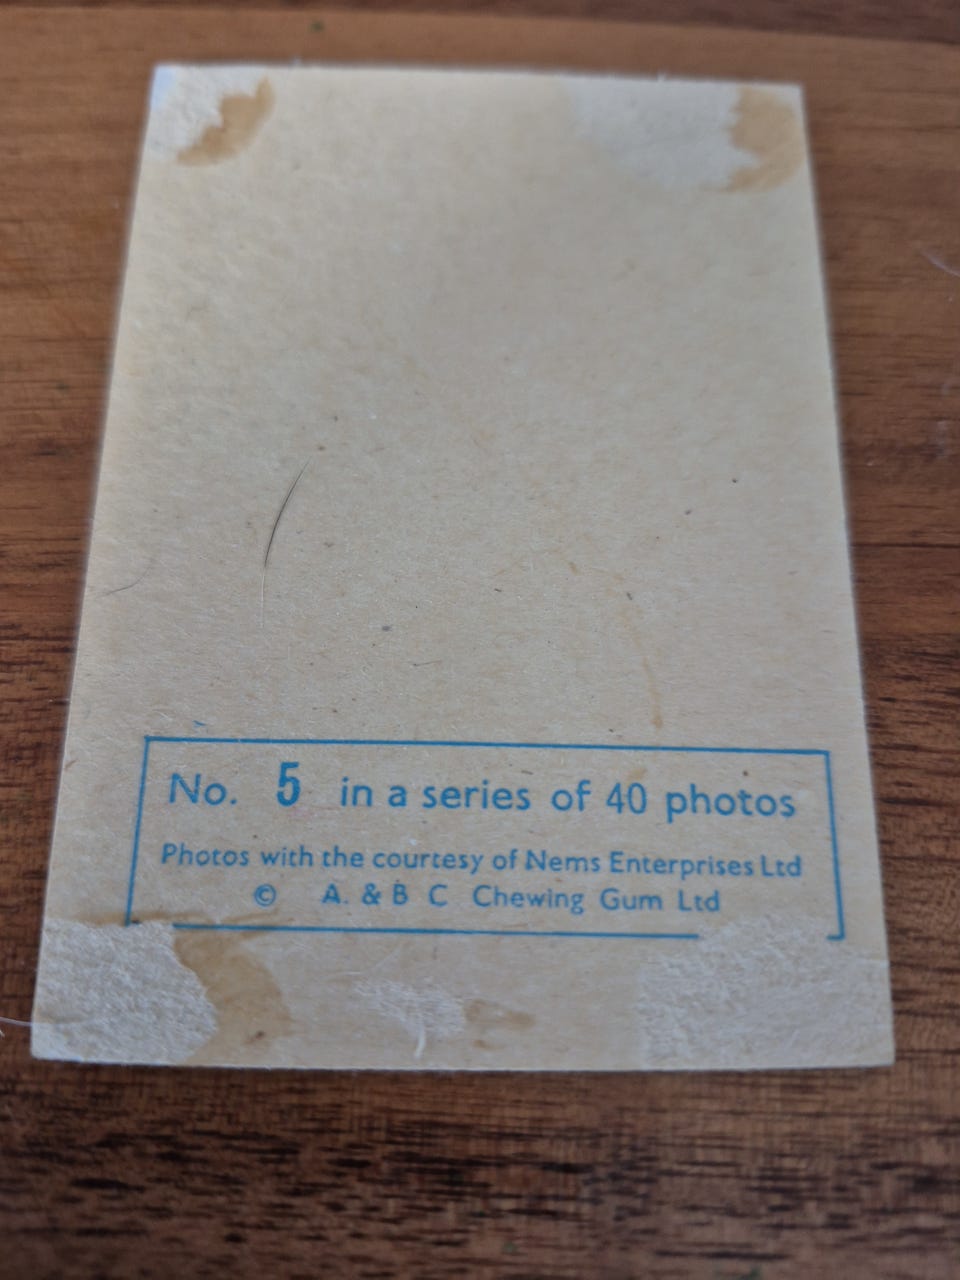 No. 5 in a series of 40 photos
Photos with the courtesy of Nems Enterprises Ltd
© A. & B C Chewing Gum Ltd